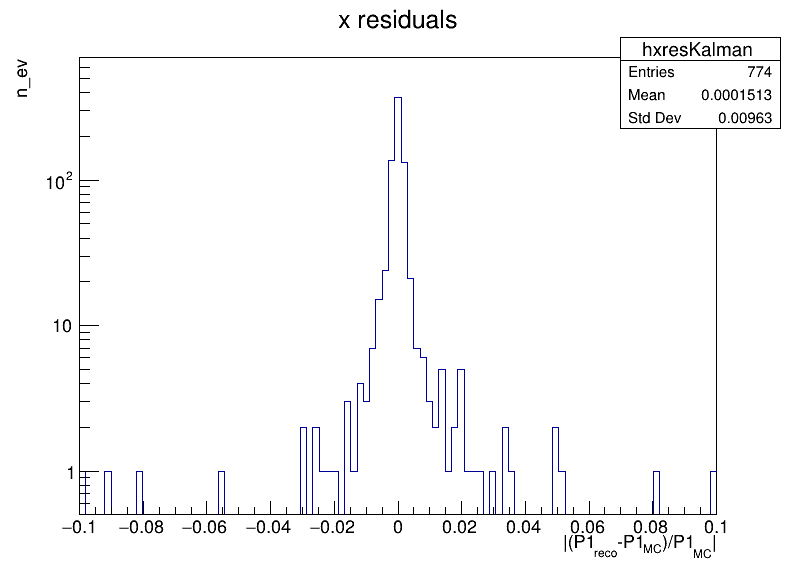 x residuals
hxresKalman
Entries 774
Mean 0.0001513
Std Dev 0.00963
n_ev
10²
10
1
−0.1 −0.08 −0.06 −0.04 −0.02 0 0.02 0.04 0.06 0.08 0.1
|(P1reco-P1MC)/P1MC|